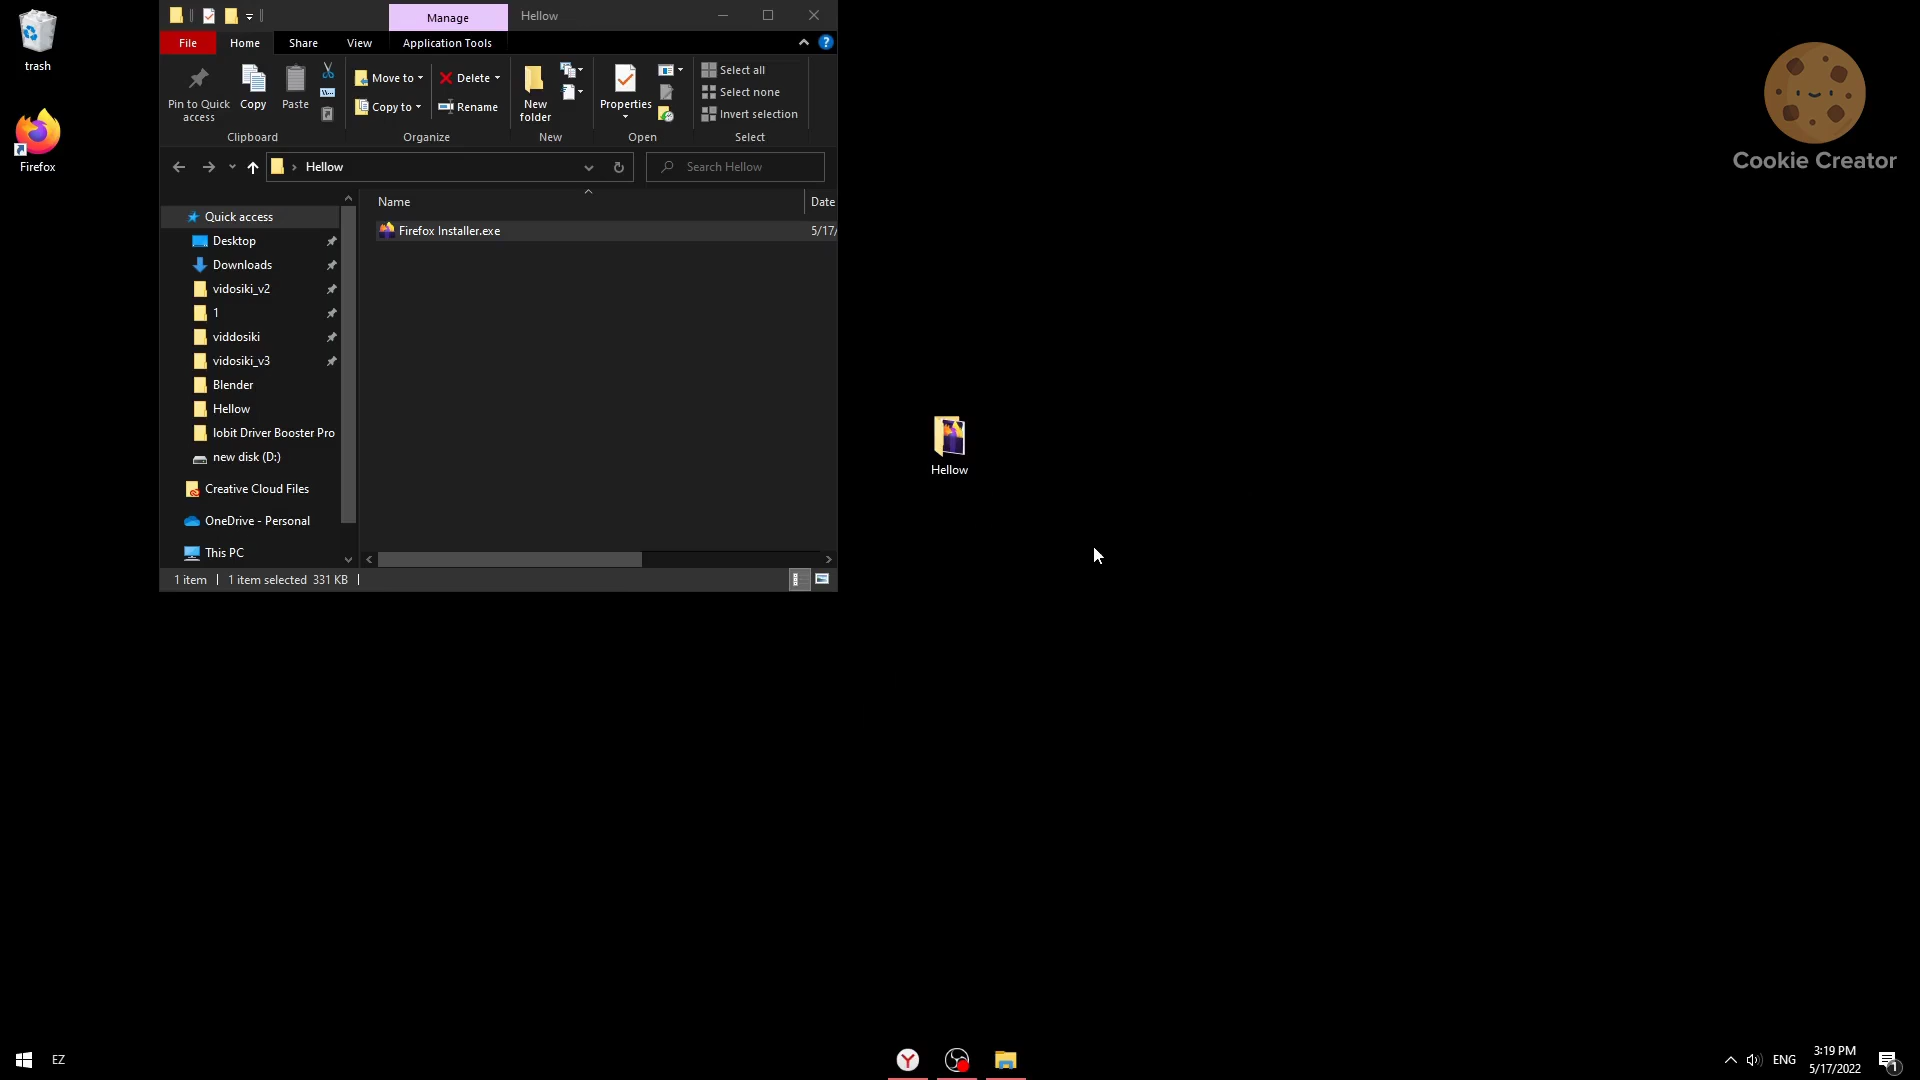 trash
Firefox
Manage
Hellow
File
Home
Share
View
Application Tools
Pin to Quick access
Copy
Paste
Move to
Copy to
Delete
Rename
New folder
Properties
Select all
Select none
Invert selection
Clipboard
Organize
New
Open
Select
Hellow
Search Hellow
Name
Date
Quick access
Desktop
Downloads
vidosiki_v2
1
viddosiki
vidosiki_v3
Blender
Hellow
Iobit Driver Booster Pro
new disk (D:)
Creative Cloud Files
OneDrive - Personal
This PC
Firefox Installer.exe
5/17/
1 item
1 item selected 331 KB
Hellow
Cookie Creator
EZ
ENG
3:19 PM
5/17/2022
1